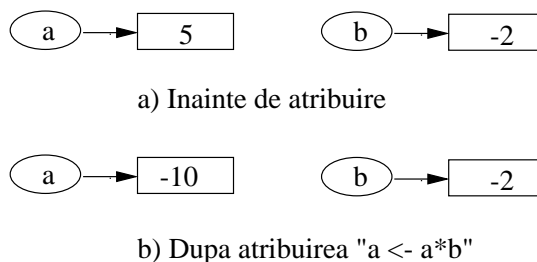 a 5 b -2
a) Inainte de atribuire
a -10 b -2
b) Dupa atribuirea "a <- a*b"